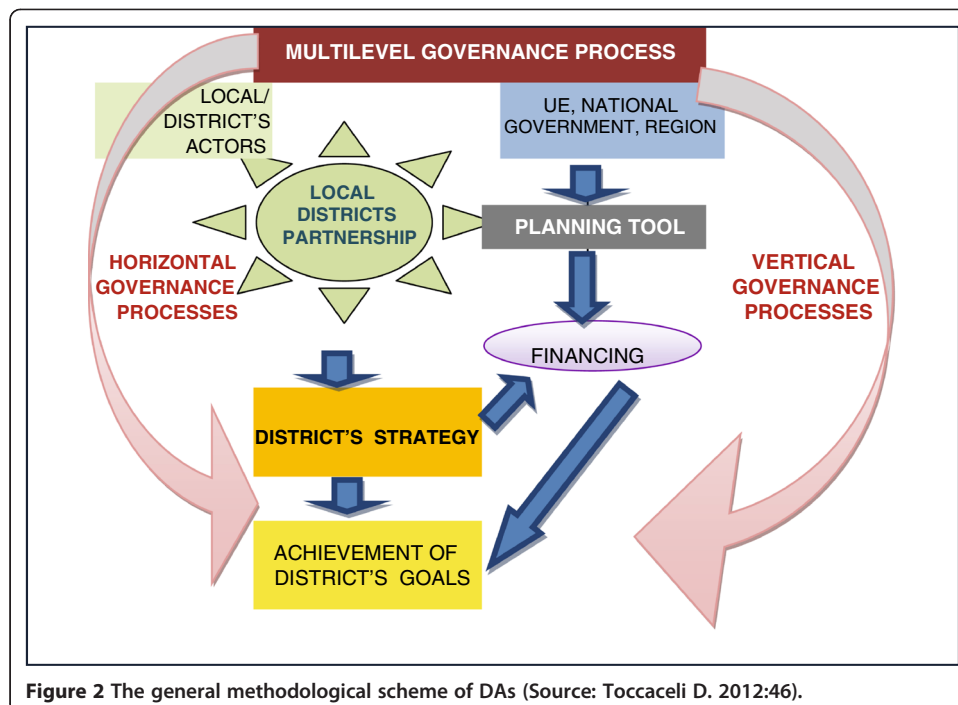 MULTILEVEL GOVERNANCE PROCESS
LOCAL/
DISTRICT'S
ACTORS
UE, NATIONAL
GOVERNMENT, REGION
LOCAL
DISTRICTS
PARTNERSHIP
PLANNING TOOL
HORIZONTAL
GOVERNANCE
PROCESSES
VERTICAL
GOVERNANCE
PROCESSES
FINANCING
DISTRICT'S STRATEGY
ACHIEVEMENT OF
DISTRICT'S GOALS
Figure 2 The general methodological scheme of DAs (Source: Toccaceli D. 2012:46).